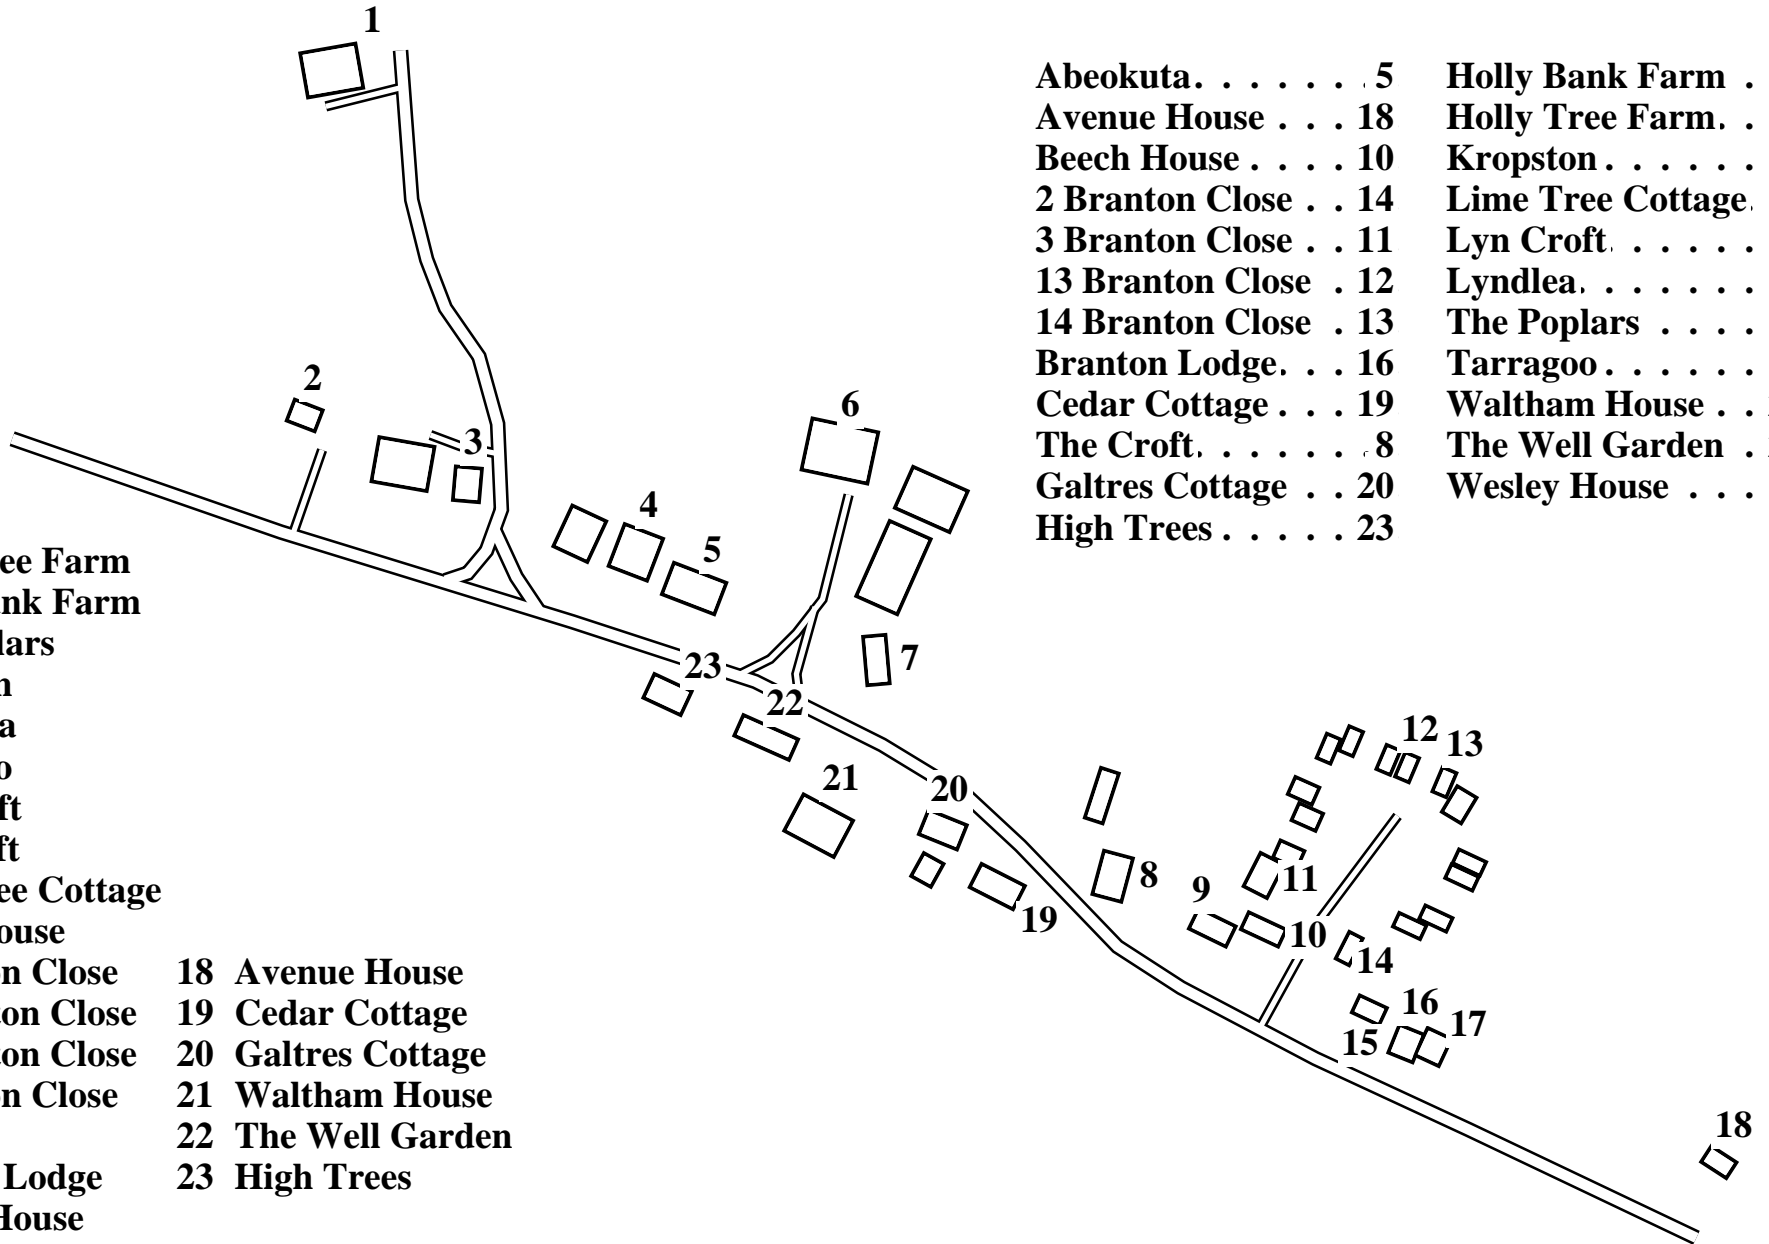 1
Abeokuta. . . . . . . . 5
Avenue House . . . 18
Beech House . . . . 10
2 Branton Close . . 14
3 Branton Close . . 11
13 Branton Close . 12
14 Branton Close . 13
Branton Lodge. . . 16
Cedar Cottage . . . 19
The Croft. . . . . . . . 8
Galtres Cottage . . 20
High Trees . . . . . 23
Holly Bank Farm .
Holly Tree Farm. .
Kropston . . . . . .
Lime Tree Cottage.
Lyn Croft. . . . . .
Lyndlea. . . . . . .
The Poplars . . . .
Tarragoo . . . . . .
Waltham House . .
The Well Garden .
Wesley House . . .
2
3
4
5
6
7
23
22
21
20
19
8
9
10
11
12
13
14
15
16
17
18
ee Farm
nk Farm
lars
n
a
o
ft
ft
ee Cottage
ouse
n Close
on Close
on Close
n Close
Lodge
House
18 Avenue House
19 Cedar Cottage
20 Galtres Cottage
21 Waltham House
22 The Well Garden
23 High Trees